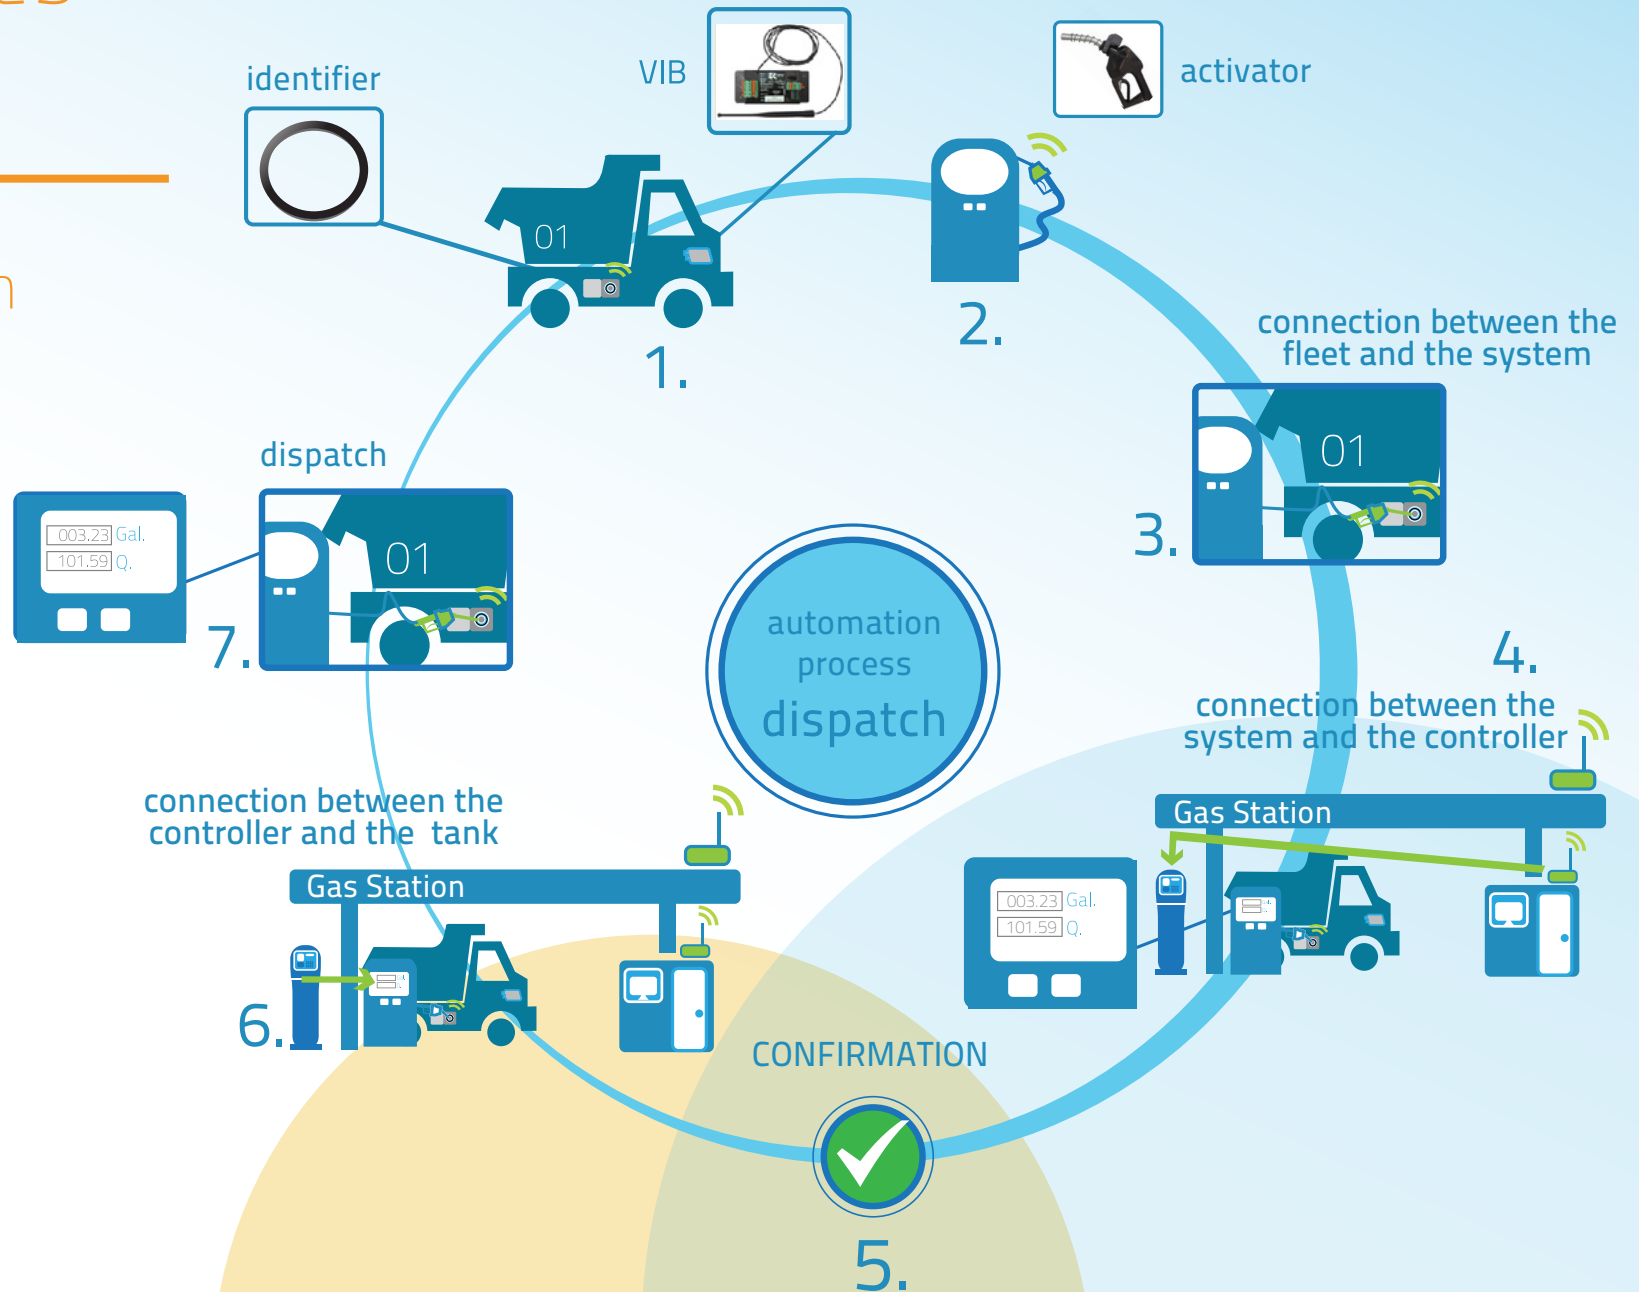 identifier
VIB
activator
01
1.
2.
connection between the
fleet and the system
01
3.
4.
connection between the
system and the controller
Gas Station
003.23 Gal.
101.59 Q.
CONFIRMATION
5.
connection between the
controller and the tank
Gas Station
6.
dispatch
003.23 Gal.
101.59 Q.
01
7.
automation
process
dispatch